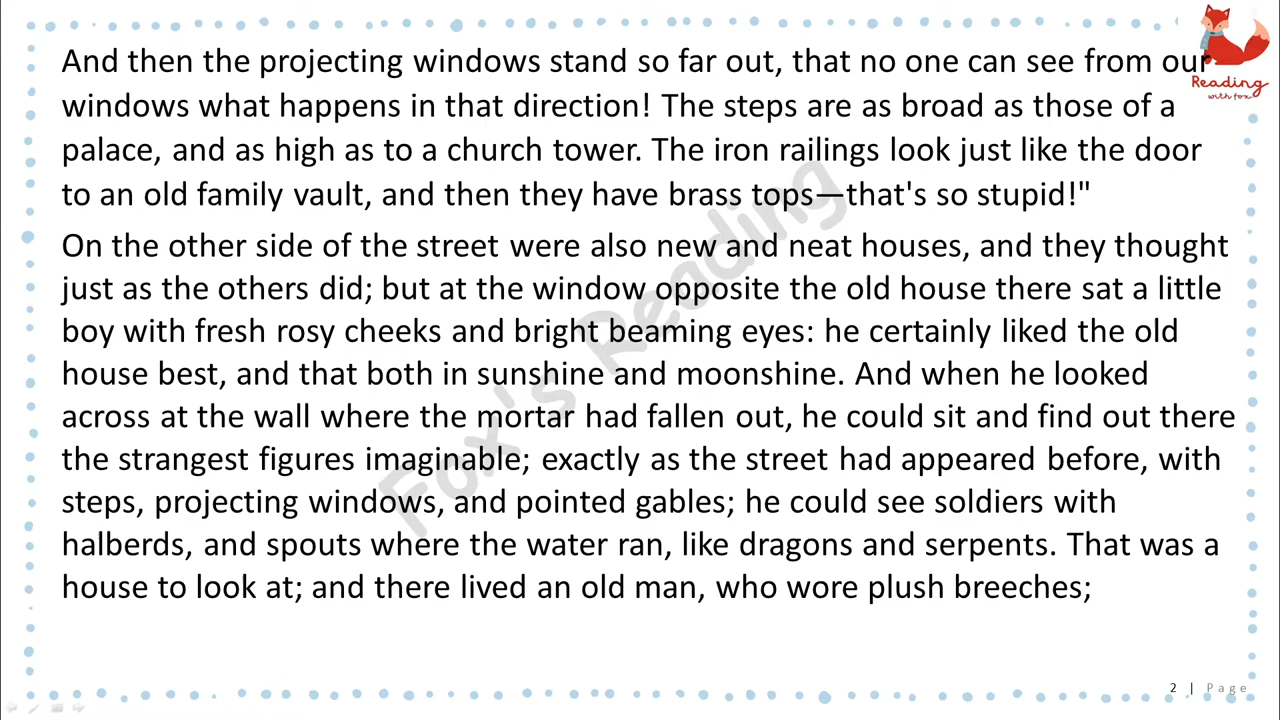 And then the projecting windows stand so far out, that no one can see from our
windows what happens in that direction! The steps are as broad as those of a
palace, and as high as to a church tower. The iron railings look just like the door
to an old family vault, and then they have brass tops—that's so stupid!"
On the other side of the street were also new and neat houses, and they thought
just as the others did; but at the window opposite the old house there sat a little
boy with fresh rosy cheeks and bright beaming eyes: he certainly liked the old
house best, and that both in sunshine and moonshine. And when he looked
across at the wall where the mortar had fallen out, he could sit and find out there
the strangest figures imaginable; exactly as the street had appeared before, with
steps, projecting windows, and pointed gables; he could see soldiers with
halberds, and spouts where the water ran, like dragons and serpents. That was a
house to look at; and there lived an old man, who wore plush breeches;
Reading
with fox
Fox's Reading
2 | Page